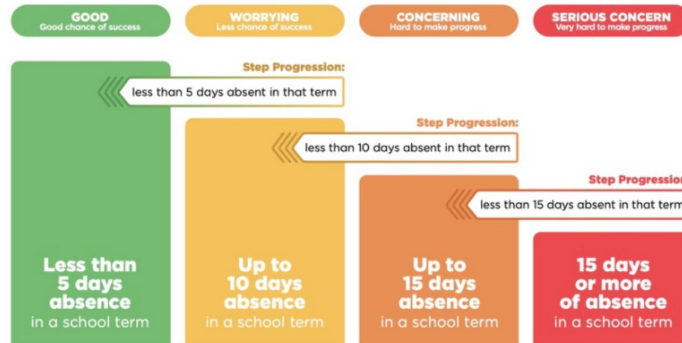 GOOD
Good chance of success
WORRYING
Less chance of success
CONCERNING
Hard to make progress
SERIOUS CONCERN
Very hard to make progress
Step Progression:
less than 5 days absent in that term
Step Progression:
less than 10 days absent in that term
Step Progression
less than 15 days absent in that term
Less than
5 days
absence
in a school term
Up to
10 days
absence
in a school term
Up to
15 days
absence
in a school term
15 days
or more
of absence
in a school term